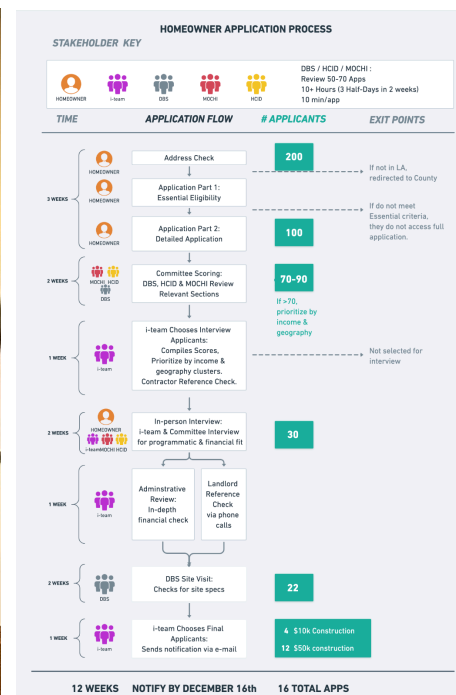 HOMEOWNER APPLICATION PROCESS
STAKEHOLDER KEY
HOMEOWNER
i-team
DBS
MOCHI
HCID
DBS / HCID / MOCHI :
Review 50-70 Apps
10+ Hours (3 Half-Days in 2 weeks)
10 min/app
TIME
APPLICATION FLOW
# APPLICANTS
EXIT POINTS
3 WEEKS
HOMEOWNER
Address Check
200
If not in LA,
redirected to County
HOMEOWNER
Application Part 1:
Essential Eligibility
If do not meet
Essential criteria,
they do not access full
application.
HOMEOWNER
Application Part 2:
Detailed Application
100
2 WEEKS
MOCHI, HCID
DBS
Committee Scoring:
DBS, HCID & MOCHI Review
Relevant Sections
70-90
If >70,
prioritize by
income &
geography
1 WEEK
i-team
i-team Chooses Interview
Applicants:
Compiles Scores,
Prioritize by income &
geography clusters.
Contractor Reference Check.
Not selected for
interview
2 WEEKS
HOMEOWNER
i-team MOCHI HCID
In-person Interview:
i-team & Committee Interview
for programmatic & financial fit
30
1 WEEK
i-team
Adminstrative
Review:
In-depth
financial check
Landlord
Reference
Check
via phone
calls
2 WEEKS
DBS
DBS Site Visit:
Checks for site specs
22
1 WEEK
i-team
i-team Chooses Final
Applicants:
Sends notification via e-mail
4 $10k Construction
12 $50k construction
12 WEEKS NOTIFY BY DECEMBER 16th 16 TOTAL APPS